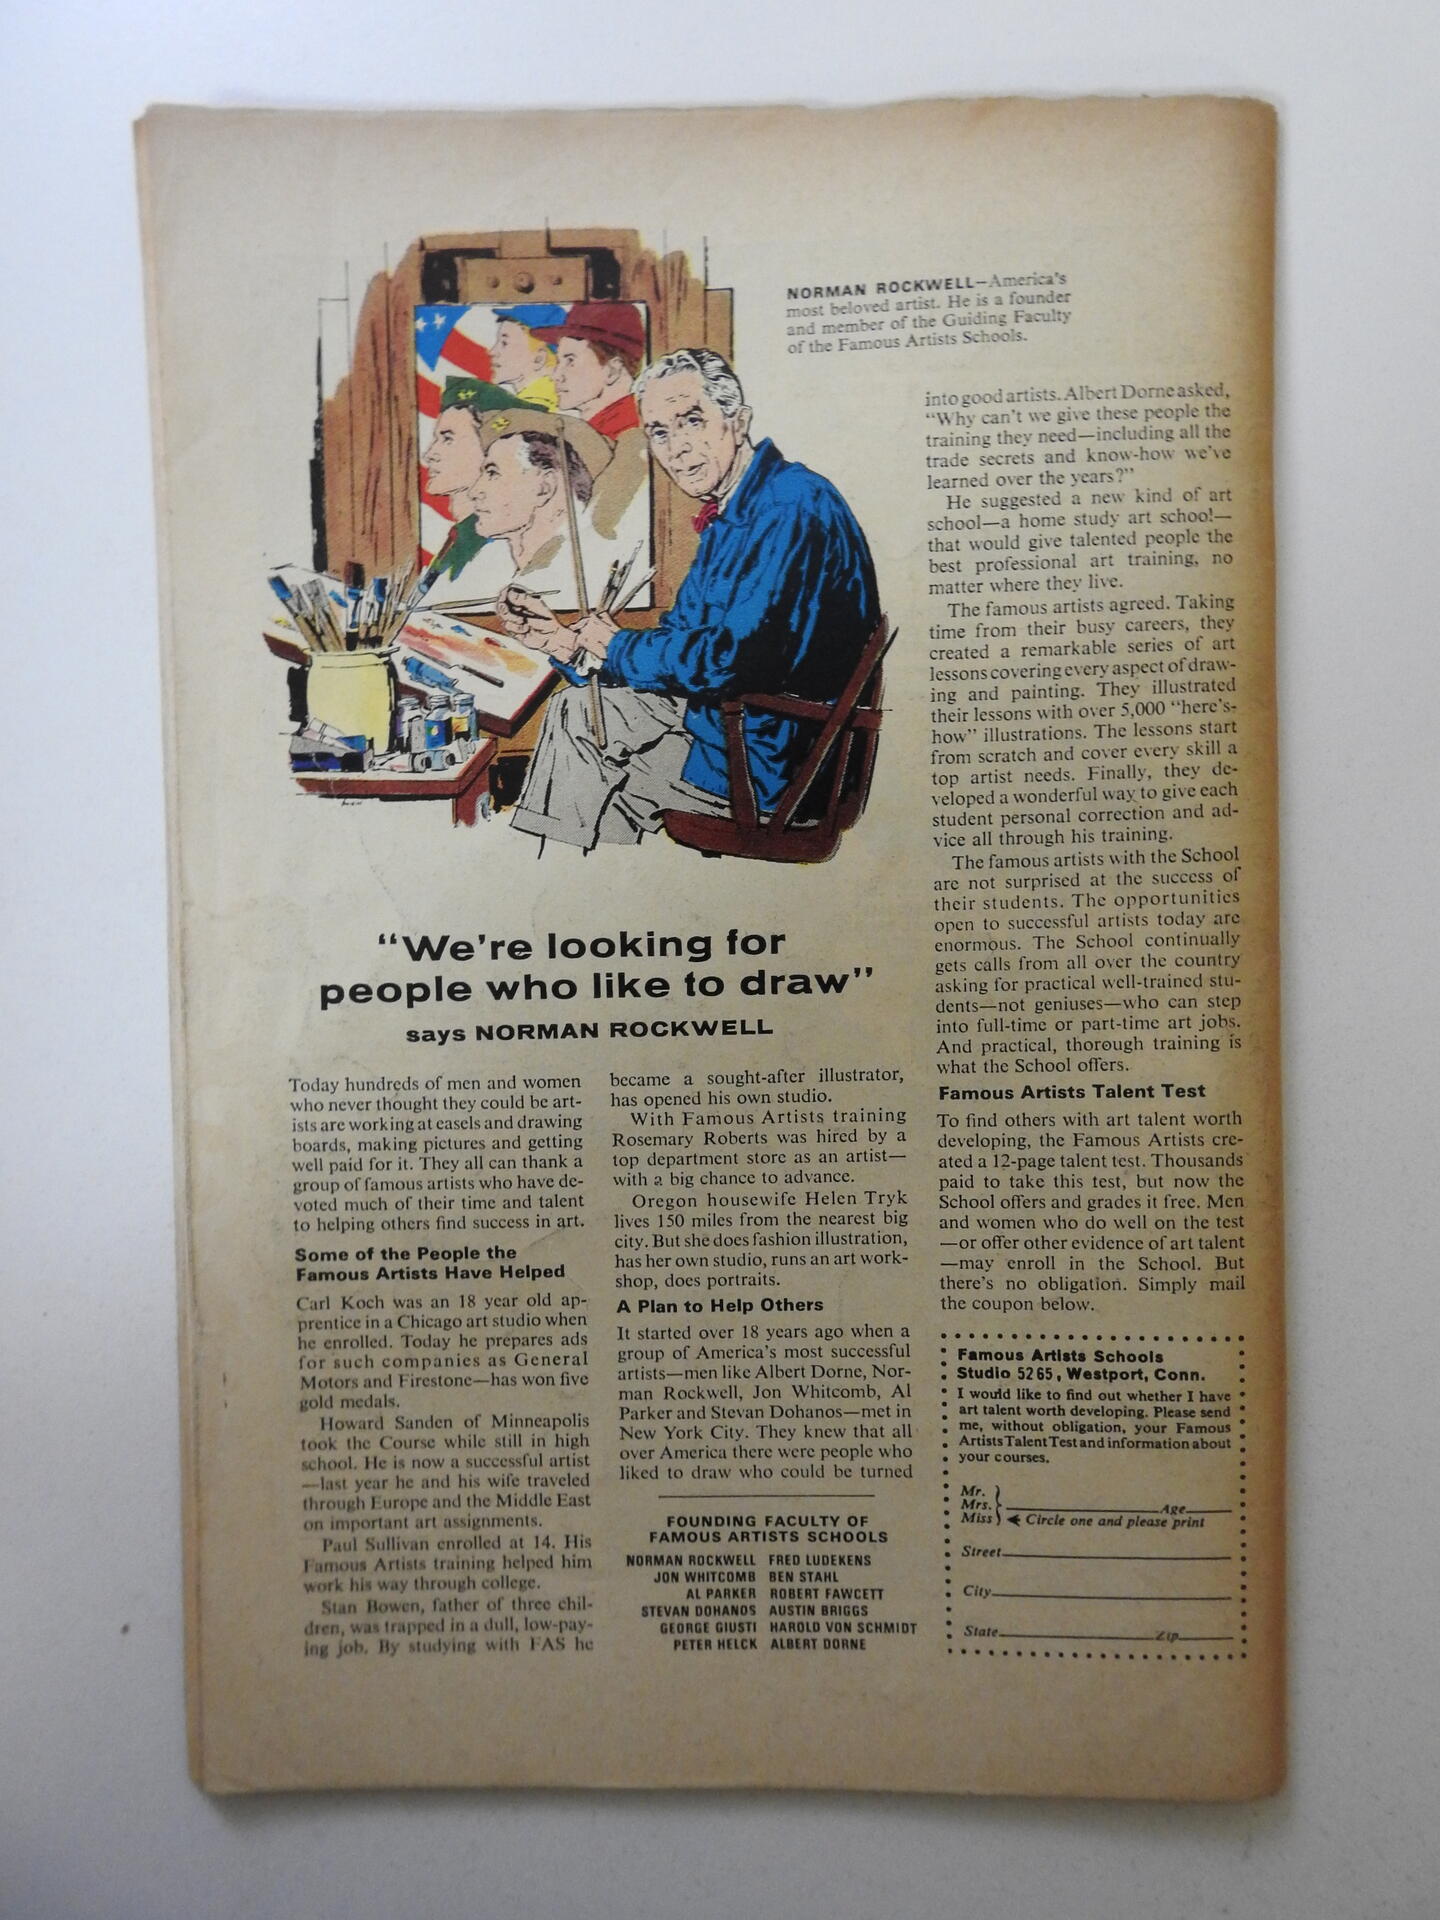 NORMAN ROCKWELL—America's
most beloved artist. He is a founder
and member of the Guiding Faculty
of the Famous Artists Schools.
“We're looking for
people who like to draw”
says NORMAN ROCKWELL
Today hundreds of men and women
who never thought they could be art-
ists are working at easels and drawing
boards, making pictures and getting
well paid for it. They all can thank a
group of famous artists who have de-
voted much of their time and talent
to helping others find success in art.
Some of the People the
Famous Artists Have Helped
Carl Koch was an 18 year old ap-
prentice in a Chicago art studio when
he enrolled. Today he prepares ads
for such companies as General
Motors and Firestone—has won five
gold medals.
Howard Sanden of Minneapolis
took the Course while still in high
school. He is now a successful artist
—last year he and his wife traveled
through Europe and the Middle East
on important art assignments.
Paul Sullivan enrolled at 14. His
Famous Artists training helped him
work his way through college.
Stan Bowen, father of three chil-
dren, was trapped in a dull, low-pay-
ing job. By studying with FAS he
became a sought-after illustrator,
has opened his own studio.
With Famous Artists training
Rosemary Roberts was hired by a
top department store as an artist—
with a big chance to advance.
Oregon housewife Helen Tryk
lives 150 miles from the nearest big
city. But she does fashion illustration,
has her own studio, runs an art work-
shop, does portraits.
A Plan to Help Others
It started over 18 years ago when a
group of America's most successful
artists—men like Albert Dorne, Nor-
man Rockwell, Jon Whitcomb, Al
Parker and Stevan Dohanos—met in
New York City. They knew that all
over America there were people who
liked to draw who could be turned
FOUNDING FACULTY OF
FAMOUS ARTISTS SCHOOLS
NORMAN ROCKWELL FRED LUDEKENS
JON WHITCOMB BEN STAHL
AL PARKER ROBERT FAWCETT
STEVAN DOHANOS AUSTIN BRIGGS
GEORGE GIUSTI HAROLD VON SCHMIDT
PETER HELCK ALBERT DORNE
into good artists. Albert Dorne asked,
“Why can't we give these people the
training they need—including all the
trade secrets and know-how we've
learned over the years?”
He suggested a new kind of art
school—a home study art school—
that would give talented people the
best professional art training, no
matter where they live.
The famous artists agreed. Taking
time from their busy careers, they
created a remarkable series of art
lessons covering every aspect of draw-
ing and painting. They illustrated
their lessons with over 5,000 “here's-
how” illustrations. The lessons start
from scratch and cover every skill a
top artist needs. Finally, they de-
veloped a wonderful way to give each
student personal correction and ad-
vice all through his training.
The famous artists with the School
are not surprised at the success of
their students. The opportunities
open to successful artists today are
enormous. The School continually
gets calls from all over the country
asking for practical well-trained stu-
dents—not geniuses—who can step
into full-time or part-time art jobs.
And practical, thorough training is
what the School offers.
Famous Artists Talent Test
To find others with art talent worth
developing, the Famous Artists cre-
ated a 12-page talent test. Thousands
paid to take this test, but now the
School offers and grades it free. Men
and women who do well on the test
—or offer other evidence of art talent
—may enroll in the School. But
there's no obligation. Simply mail
the coupon below.
Famous Artists Schools
Studio 5265, Westport, Conn.
I would like to find out whether I have
art talent worth developing. Please send
me, without obligation, your Famous
Artists Talent Test and information about
your courses.
Mr.
Mrs. Age
Miss Circle one and please print
Street
City
State Zip